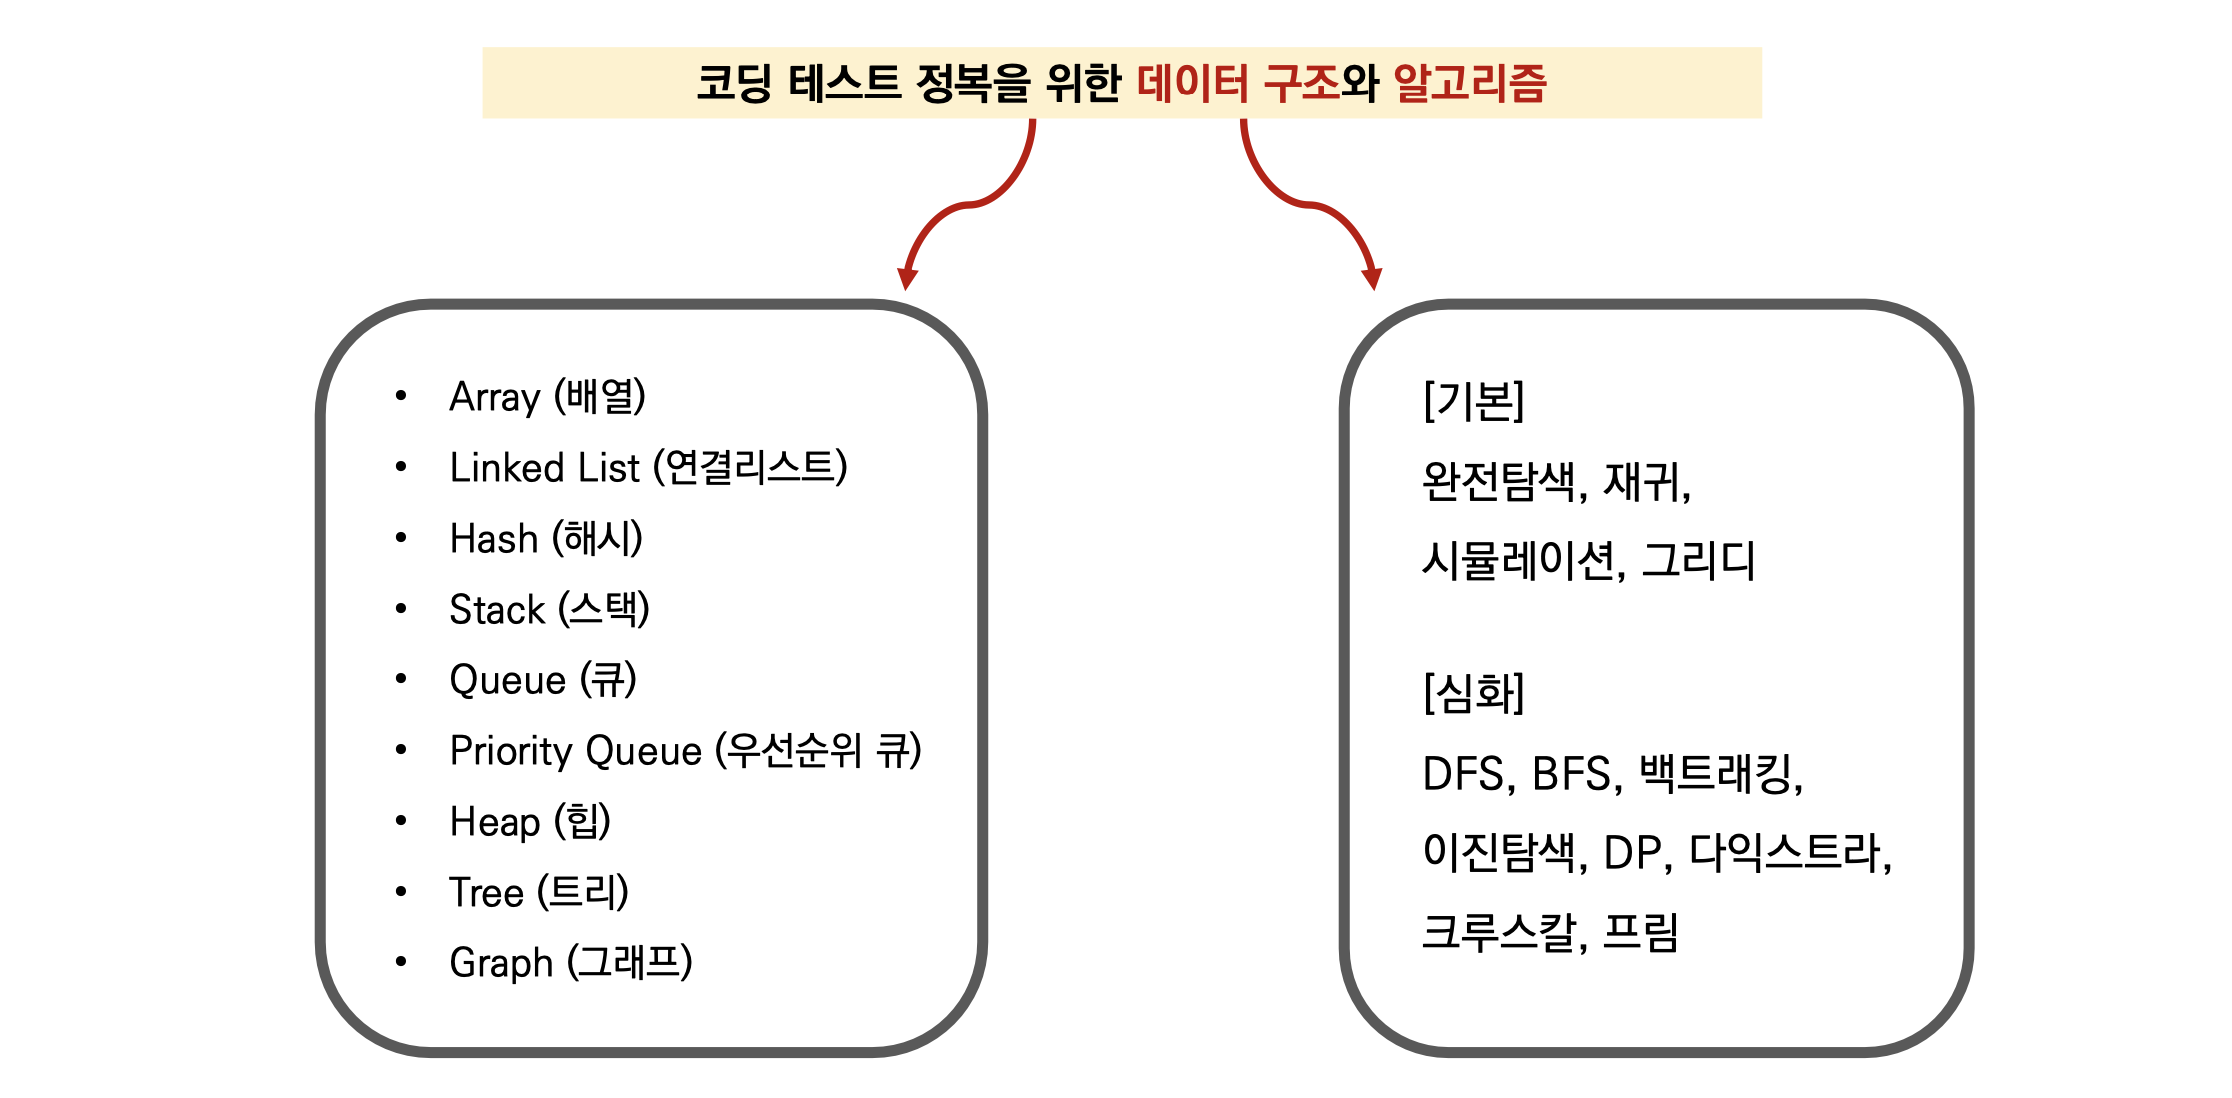 코딩 테스트 정복을 위한 데이터 구조와 알고리즘
• Array (배열)
• Linked List (연결리스트)
• Hash (해시)
• Stack (스택)
• Queue (큐)
• Priority Queue (우선순위 큐)
• Heap (힙)
• Tree (트리)
• Graph (그래프)
[기본]
완전탐색, 재귀,
시뮬레이션, 그리디
[심화]
DFS, BFS, 백트래킹,
이진탐색, DP, 다익스트라,
크루스칼, 프림